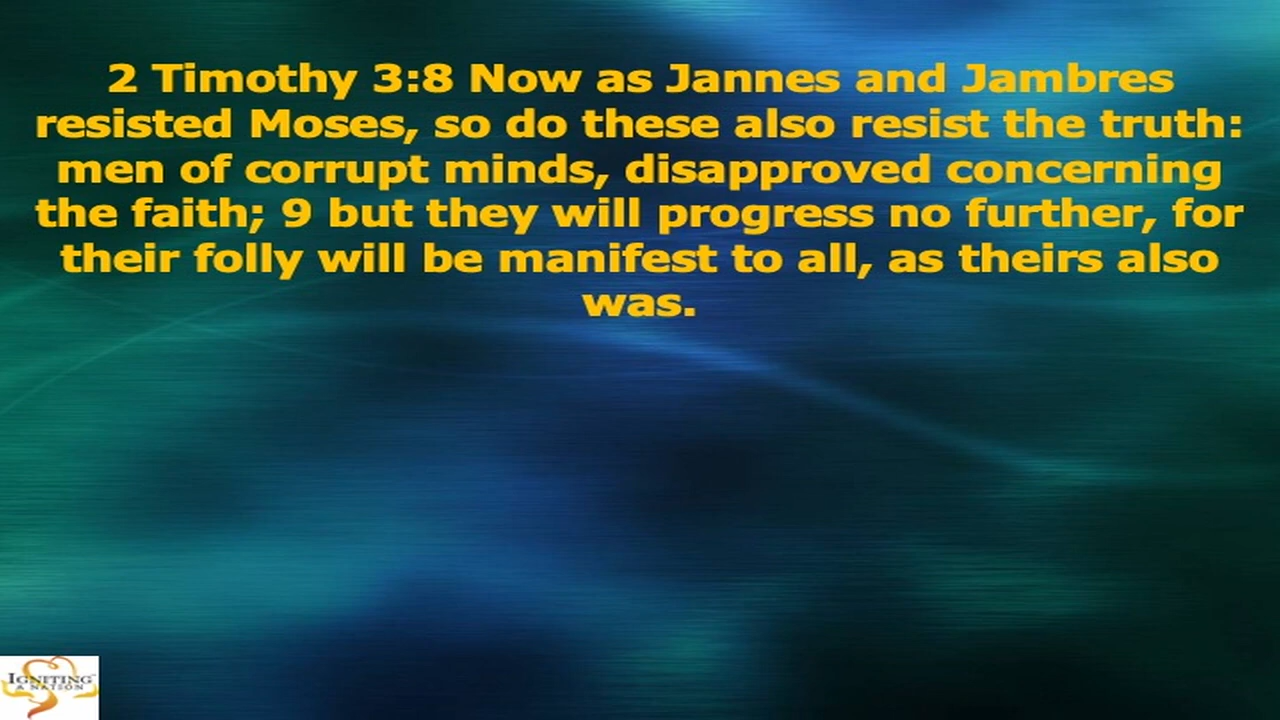 2 Timothy 3:8 Now as Jannes and Jambres
resisted Moses, so do these also resist the truth:
men of corrupt minds, disapproved concerning
the faith; 9 but they will progress no further, for
their folly will be manifest to all, as theirs also
was.
IGNITING
A NATION